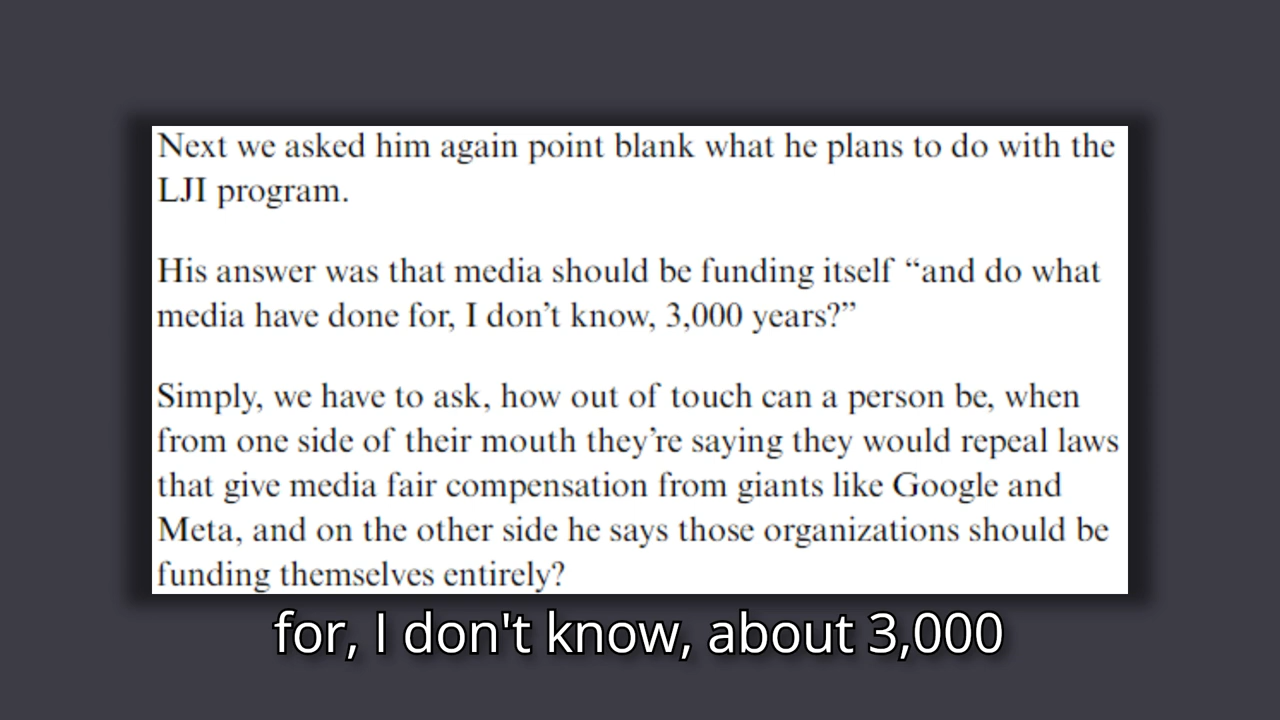 Next we asked him again point blank what he plans to do with the
LJI program.
His answer was that media should be funding itself “and do what
media have done for, I don’t know, 3,000 years?”
Simply, we have to ask, how out of touch can a person be, when
from one side of their mouth they’re saying they would repeal laws
that give media fair compensation from giants like Google and
Meta, and on the other side he says those organizations should be
funding themselves entirely?
for, I don't know, about 3,000